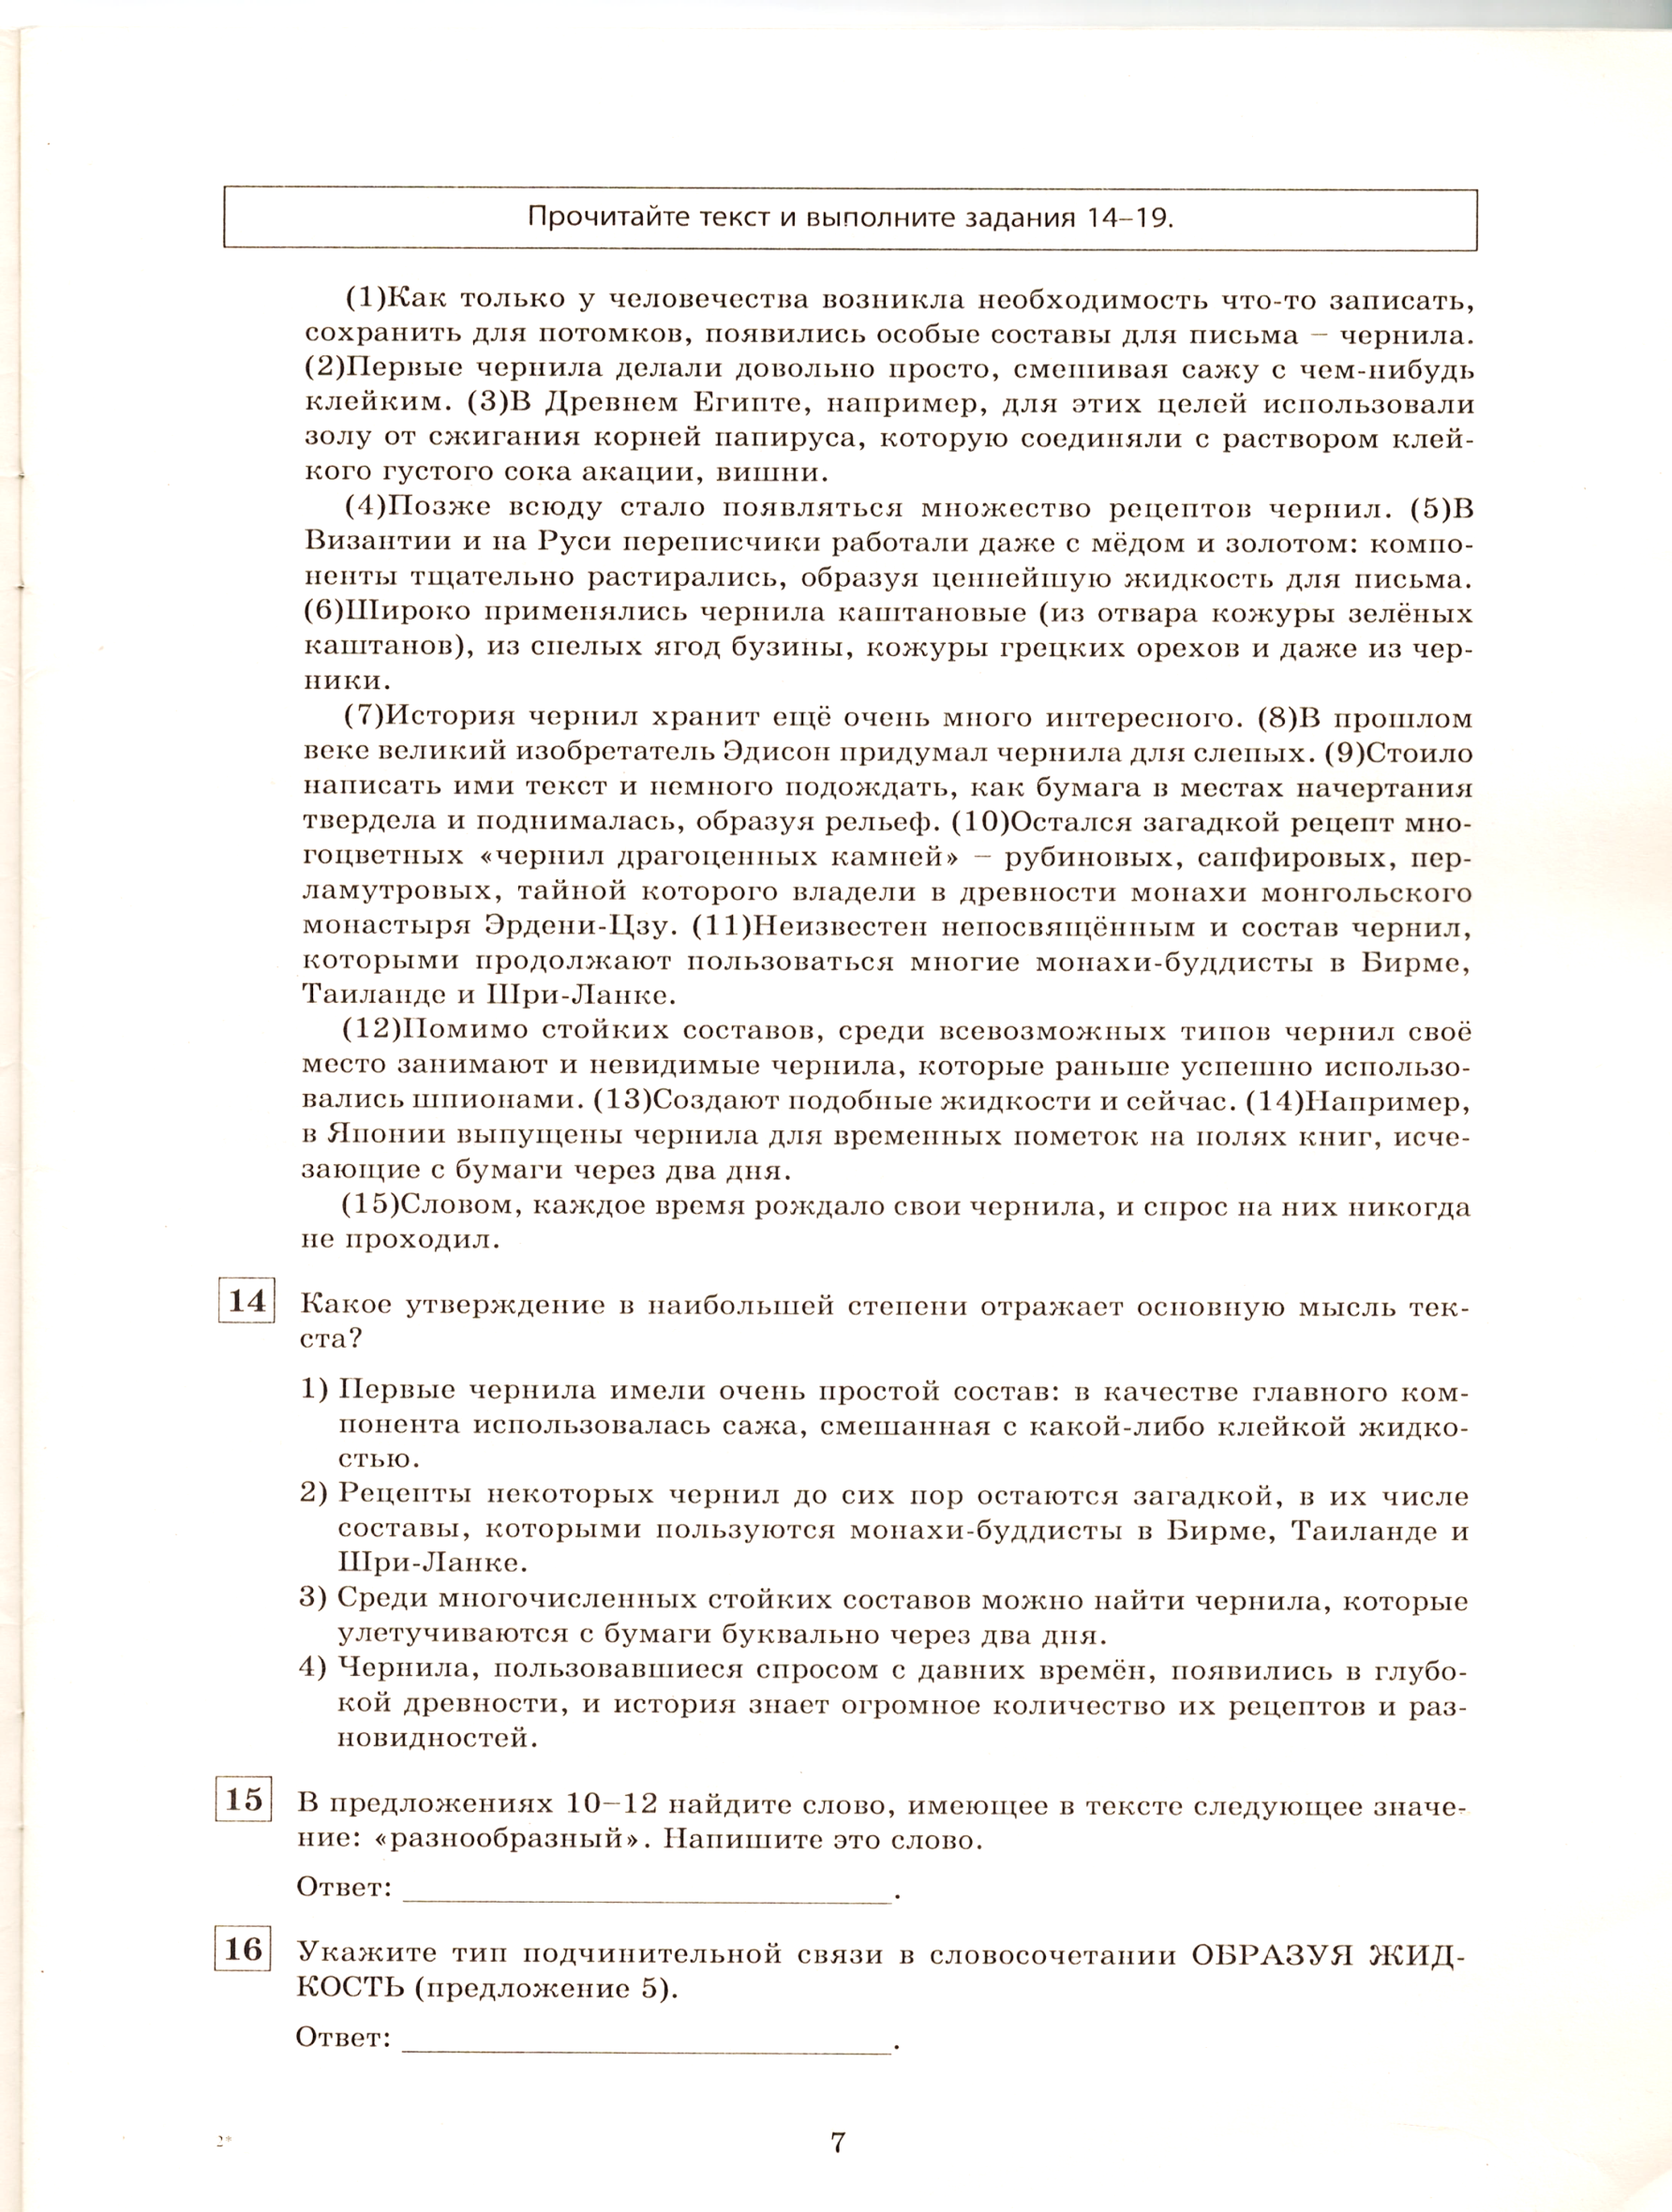 Прочитайте текст и выполните задания 14–19.
(1)Как только у человечества возникла необходимость что-то записать,
сохранить для потомков, появились особые составы для письма – чернила.
(2)Первые чернила делали довольно просто, смешивая сажу с чем-нибудь
клейким. (3)В Древнем Египте, например, для этих целей использовали
золу от сжигания корней папируса, которую соединяли с раствором клей-
кого густого сока акации, вишни.
(4)Позже всюду стало появляться множество рецептов чернил. (5)В
Византии и на Руси переписчики работали даже с мёдом и золотом: компо-
ненты тщательно растирались, образуя ценнейшую жидкость для письма.
(6)Широко применялись чернила каштановые (из отвара кожуры зелёных
каштанов), из спелых ягод бузины, кожуры грецких орехов и даже из чер-
ники.
(7)История чернил хранит ещё очень много интересного. (8)В прошлом
веке великий изобретатель Эдисон придумал чернила для слепых. (9)Стоило
написать ими текст и немного подождать, как бумага в местах начертания
твердела и поднималась, образуя рельеф. (10)Остался загадкой рецепт мно-
гоцветных «чернил драгоценных камней» – рубиновых, сапфировых, пер-
ламутровых, тайной которого владели в древности монахи монгольского
монастыря Эрдени-Цзу. (11)Неизвестен непосвящённым и состав чернил,
которыми продолжают пользоваться многие монахи-буддисты в Бирме,
Таиланде и Шри-Ланке.
(12)Помимо стойких составов, среди всевозможных типов чернил своё
место занимают и невидимые чернила, которые раньше успешно использо-
вались шпионами. (13)Создают подобные жидкости и сейчас. (14)Например,
в Японии выпущены чернила для временных пометок на полях книг, исче-
зающие с бумаги через два дня.
(15)Словом, каждое время рождало свои чернила, и спрос на них никогда
не проходил.
14 Какое утверждение в наибольшей степени отражает основную мысль тек-
ста?
1) Первые чернила имели очень простой состав: в качестве главного ком-
понента использовалась сажа, смешанная с какой-либо клейкой жидко-
стью.
2) Рецепты некоторых чернил до сих пор остаются загадкой, в их числе
составы, которыми пользуются монахи-буддисты в Бирме, Таиланде и
Шри-Ланке.
3) Среди многочисленных стойких составов можно найти чернила, которые
улетучиваются с бумаги буквально через два дня.
4) Чернила, пользовавшиеся спросом с давних времён, появились в глубо-
кой древности, и история знает огромное количество их рецептов и раз-
новидностей.
15 В предложениях 10–12 найдите слово, имеющее в тексте следующее значе-
ние: «разнообразный». Напишите это слово.
Ответ: ______________________________.
16 Укажите тип подчинительной связи в словосочетании ОБРАЗУЯ ЖИД-
КОСТЬ (предложение 5).
Ответ: ______________________________.
2*
7